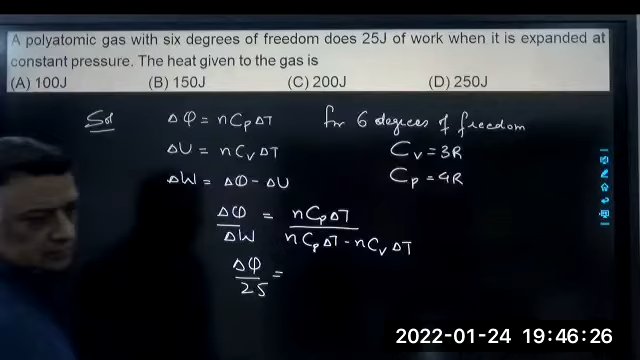 A polyatomic gas with six degrees of freedom does 25J of work when it is expanded at
constant pressure. The heat given to the gas is
(A) 100J (B) 150J (C) 200J (D) 250J
Sol ΔQ = nCpΔT for 6 degrees of freedom
ΔU = nCvΔT Cv = 3R
ΔW = ΔQ - ΔU Cp = 4R
ΔQ/ΔW = nCpΔT/nCpΔT - nCvΔT
ΔQ/25 =
2022-01-24 19:46:26